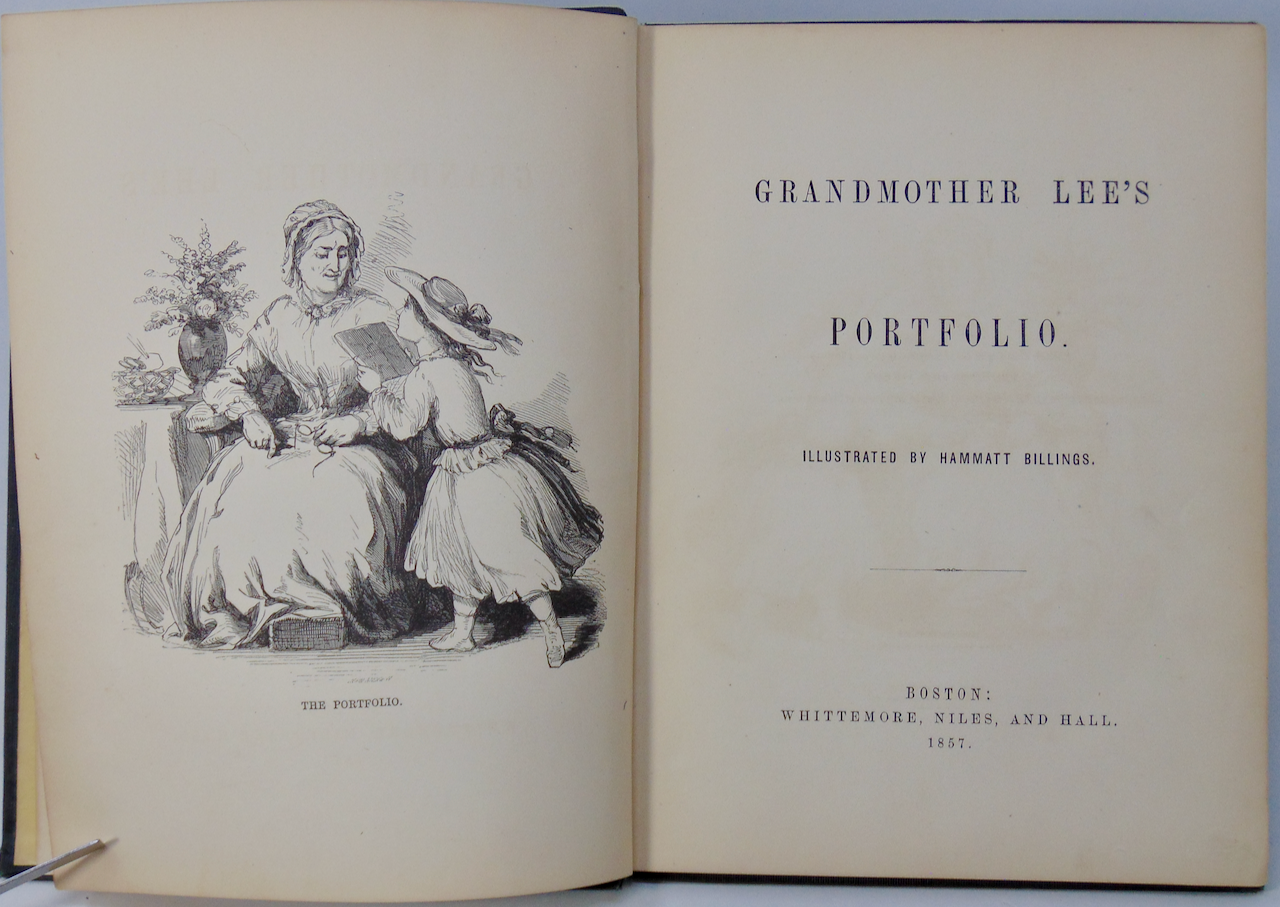 THE PORTFOLIO.
GRANDMOTHER LEE'S
PORTFOLIO.
ILLUSTRATED BY HAMMATT BILLINGS.
BOSTON:
WHITTEMORE, NILES, AND HALL.
1857.